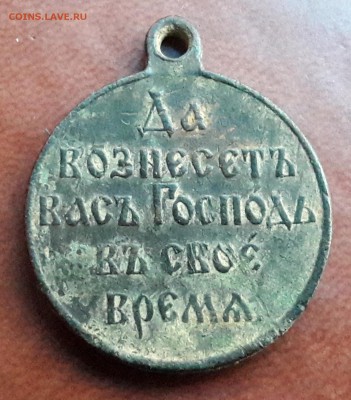 COINS.LAVE.RU
Да
вознесетъ
васъ Господь
въ свое́
время.